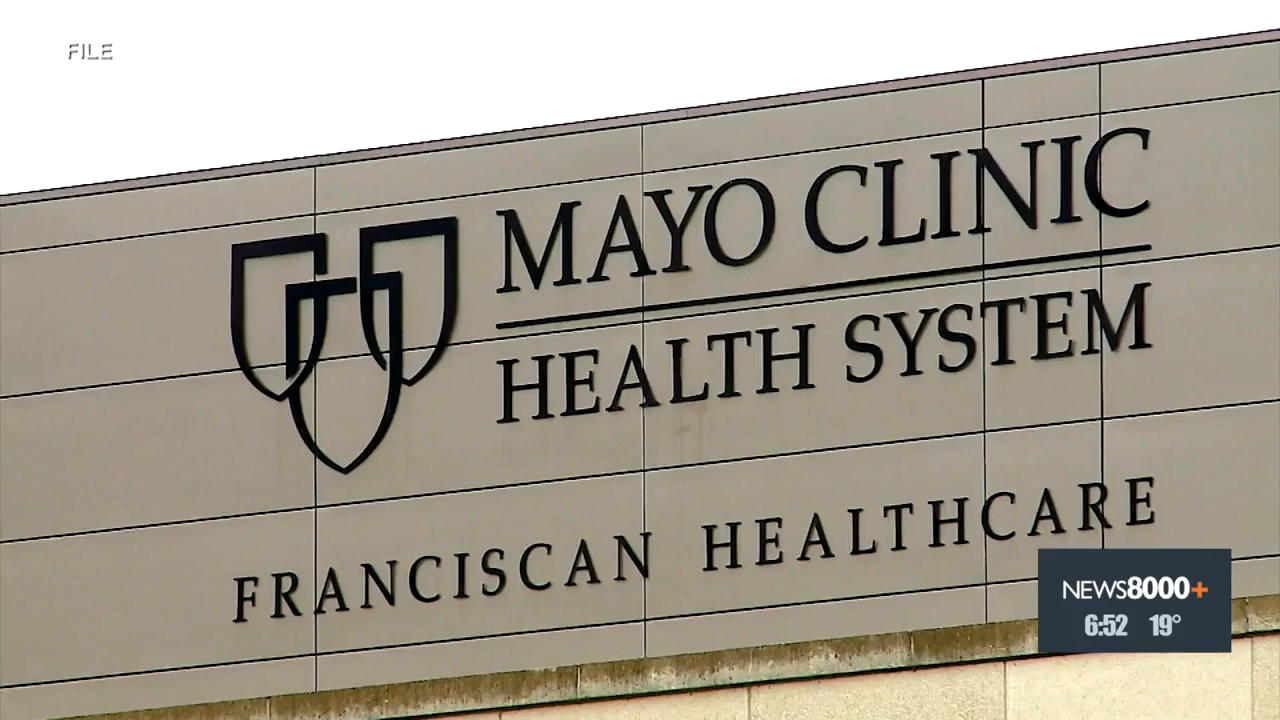 FILE
MAYO CLINIC
HEALTH SYSTEM
FRANCISCAN HEALTHCARE
NEWS8000+
6:52 19°